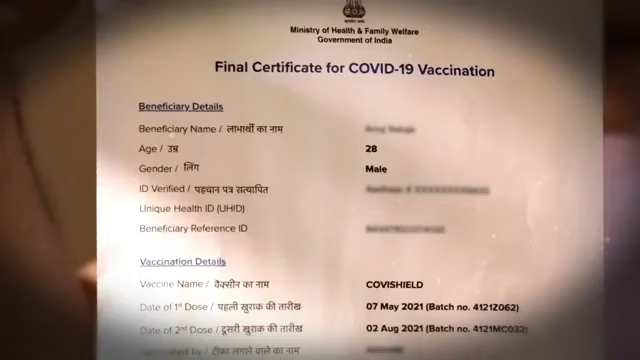 Ministry of Health & Family Welfare
Government of India
Final Certificate for COVID-19 Vaccination
Beneficiary Details
Beneficiary Name / लाभार्थी का नाम
Age / उम्र 28
Gender / लिंग Male
ID Verified / पहचान पत्र सत्यापित
Unique Health ID (UHID)
Beneficiary Reference ID
Vaccination Details
Vaccine Name / वैक्सीन का नाम COVISHIELD
Date of 1st Dose / पहली खुराक की तारीख 07 May 2021 (Batch no. 4121Z062)
Date of 2nd Dose / दूसरी खुराक की तारीख 02 Aug 2021 (Batch no. 4121MC032)
by / टीका लगाने वाले का नाम